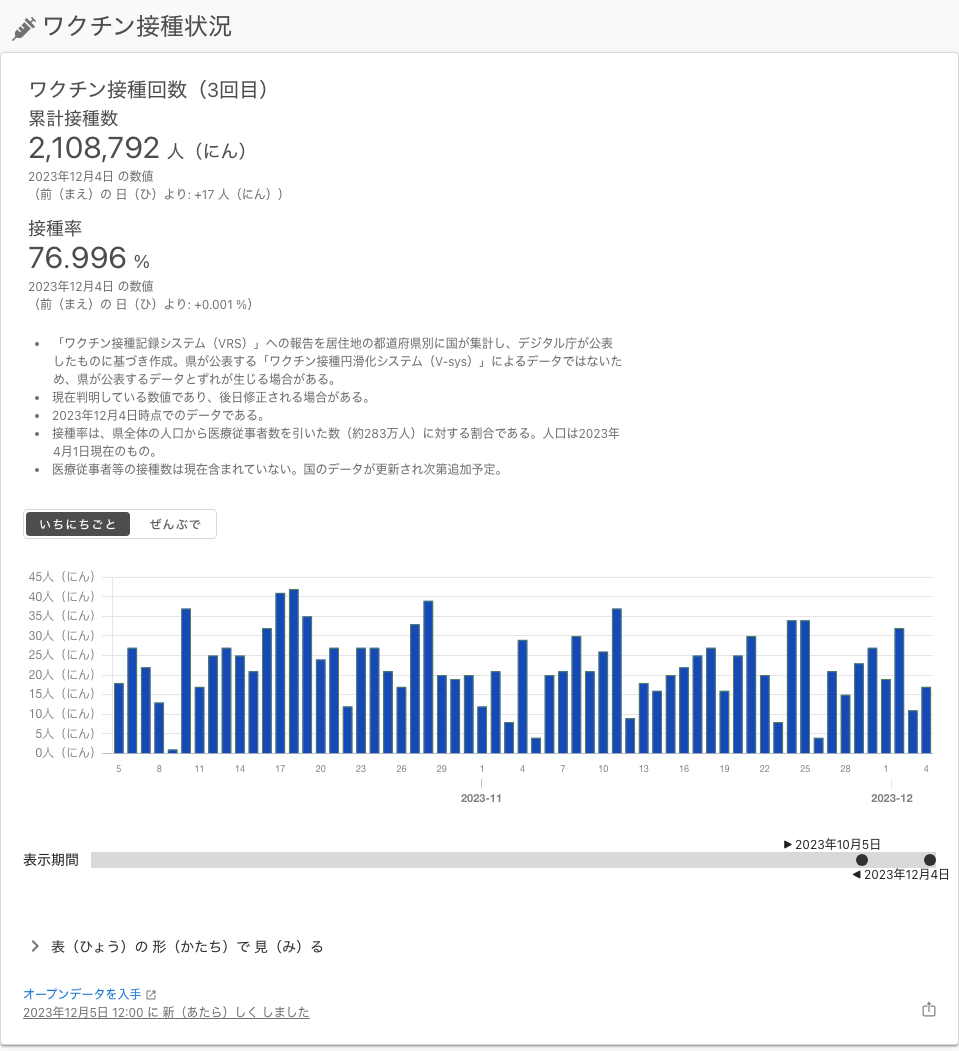 ワクチン接種状況
ワクチン接種回数（3回目）
累計接種数
2,108,792 人（にん）
2023年12月4日 の数値
（前（まえ）の 日（ひ）より: +17 人（にん））
接種率
76.996 %
2023年12月4日 の数値
（前（まえ）の 日（ひ）より: +0.001 %）
• 「ワクチン接種記録システム（VRS）」への報告を居住地の都道府県別に国が集計し、デジタル庁が公表
したものに基づき作成。県が公表する「ワクチン接種円滑化システム（V-sys）」によるデータではないた
め、県が公表するデータとずれが生じる場合がある。
• 現在判明している数値であり、後日修正される場合がある。
• 2023年12月4日時点でのデータである。
• 接種率は、県全体の人口から医療従事者数を引いた数（約283万人）に対する割合である。人口は2023年
4月1日現在のもの。
• 医療従事者等の接種数は現在含まれていない。国のデータが更新され次第追加予定。
いちにちごと ぜんぶで
45人（にん）
40人（にん）
35人（にん）
30人（にん）
25人（にん）
20人（にん）
15人（にん）
10人（にん）
5人（にん）
0人（にん）
5 8 11 14 17 20 23 26 29 1 4 7 10 13 16 19 22 25 28 1 4
2023-11 2023-12
▶ 2023年10月5日
表示期間
◀ 2023年12月4日
表（ひょう）の 形（かたち）で 見（み）る
オープンデータを入手
2023年12月5日 12:00 に 新（あたら）しく しました